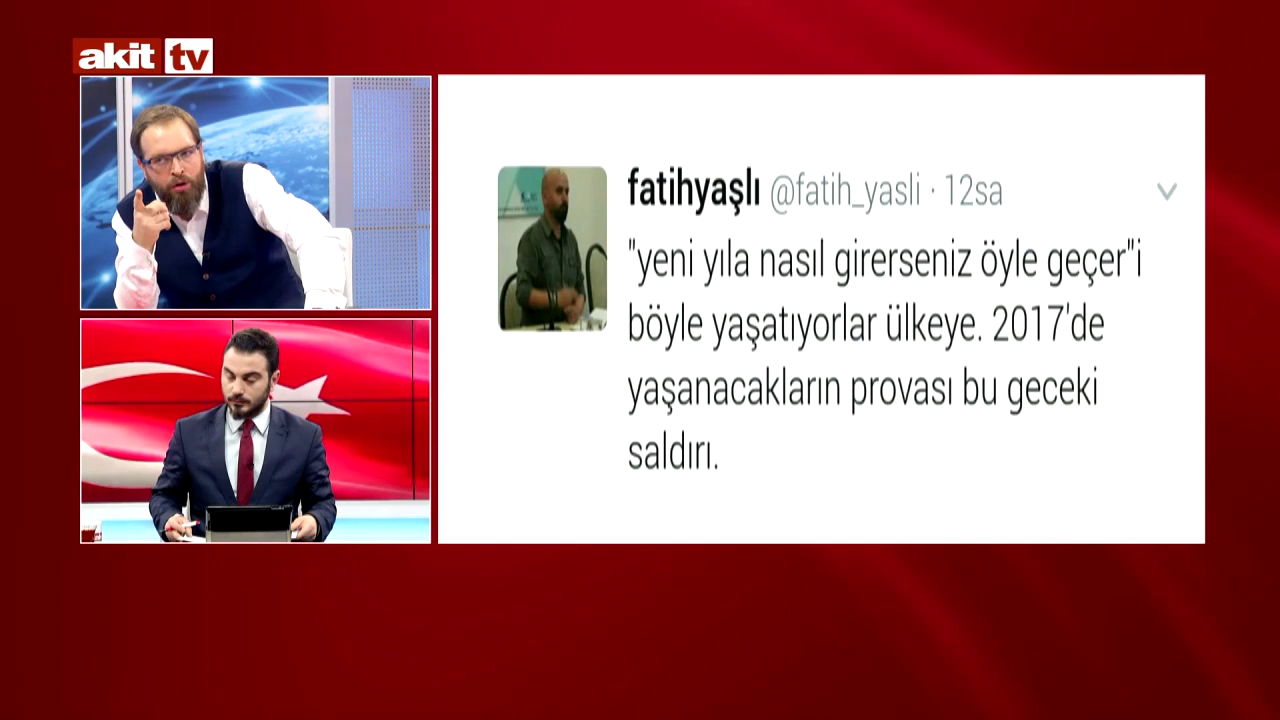 akit tv
fatihyaşlı @fatih_yasli · 12sa
"yeni yıla nasıl girerseniz öyle geçer"i
böyle yaşatıyorlar ülkeye. 2017'de
yaşanacakların provası bu geceki
saldırı.